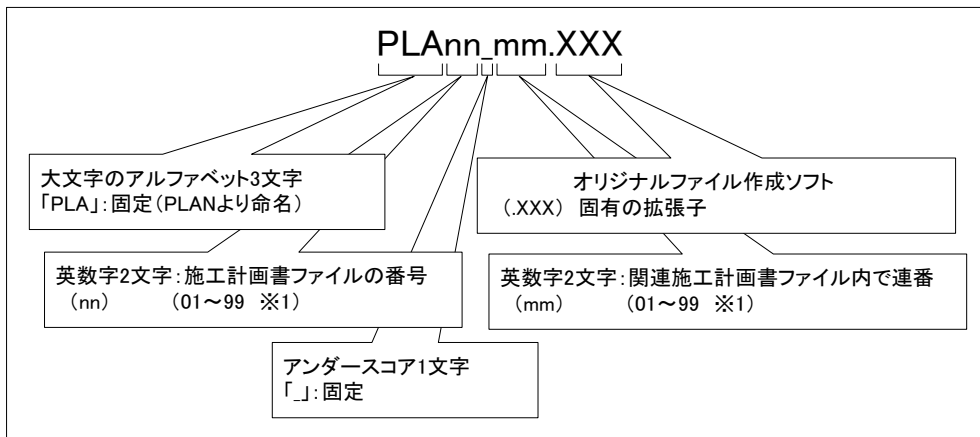 PLAnn_mm.XXX
大文字のアルファベット3文字
「PLA」:固定(PLANより命名)
オリジナルファイル作成ソフト
(.XXX) 固有の拡張子
英数字2文字:施工計画書ファイルの番号
(nn) (01～99 ※1)
英数字2文字:関連施工計画書ファイル内で連番
(mm) (01～99 ※1)
アンダースコア1文字
「_」:固定